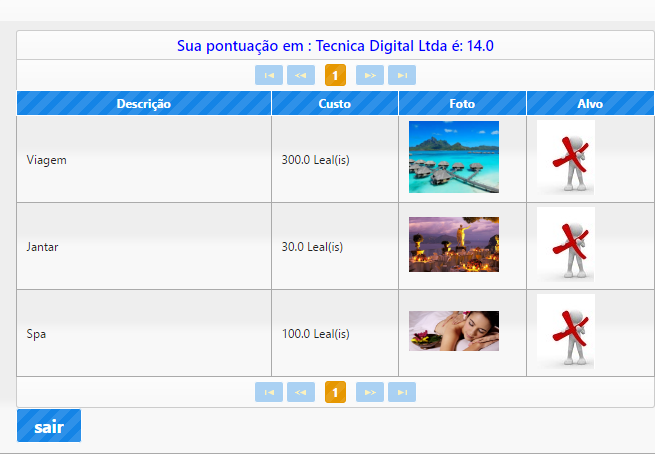 Sua pontuação em : Tecnica Digital Ltda é: 14.0
1
Descrição Custo Foto Alvo
Viagem 300.0 Leal(is)
Jantar 30.0 Leal(is)
Spa 100.0 Leal(is)
1
sair